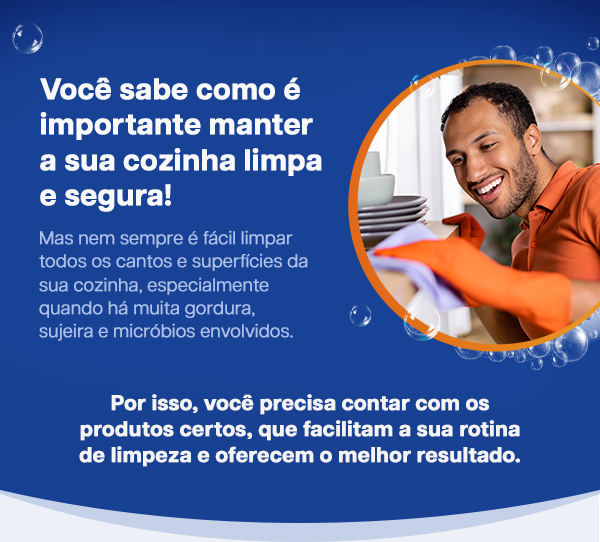 Você sabe como é
importante manter
a sua cozinha limpa
e segura!
Mas nem sempre é fácil limpar
todos os cantos e superfícies da
sua cozinha, especialmente
quando há muita gordura,
sujeira e micróbios envolvidos.
Por isso, você precisa contar com os
produtos certos, que facilitam a sua rotina
de limpeza e oferecem o melhor resultado.